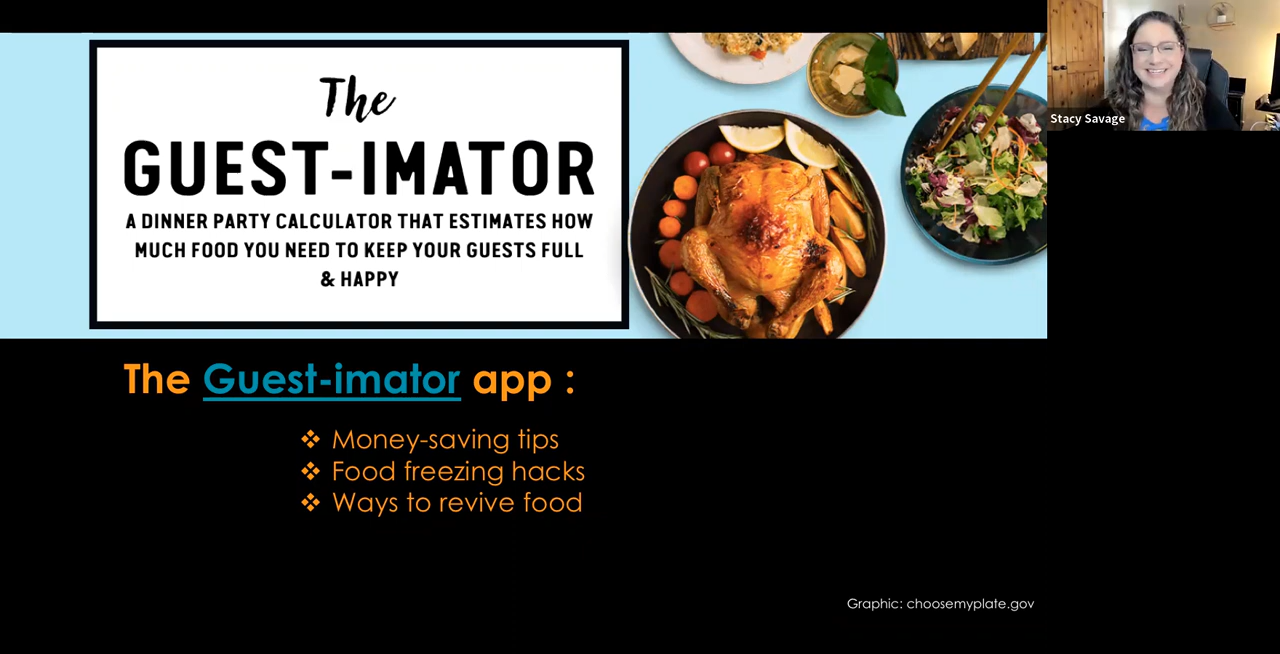 The
GUEST-IMATOR
A DINNER PARTY CALCULATOR THAT ESTIMATES HOW
MUCH FOOD YOU NEED TO KEEP YOUR GUESTS FULL
& HAPPY
Stacy Savage
The Guest-imator app :
❖ Money-saving tips
❖ Food freezing hacks
❖ Ways to revive food
Graphic: choosemyplate.gov